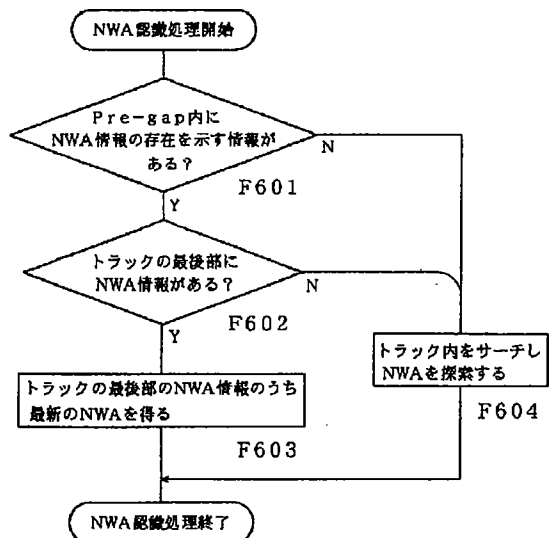 NWA認識処理開始
Pre-gap内に
NWA情報の存在を示す情報が
ある?
N
F601
Y
トラックの最後部に
NWA情報がある?
N
F602
Y
トラック内をサーチし
NWAを探索する
トラックの最後部のNWA情報のうち
最新のNWAを得る
F604
F603
NWA認識処理終了